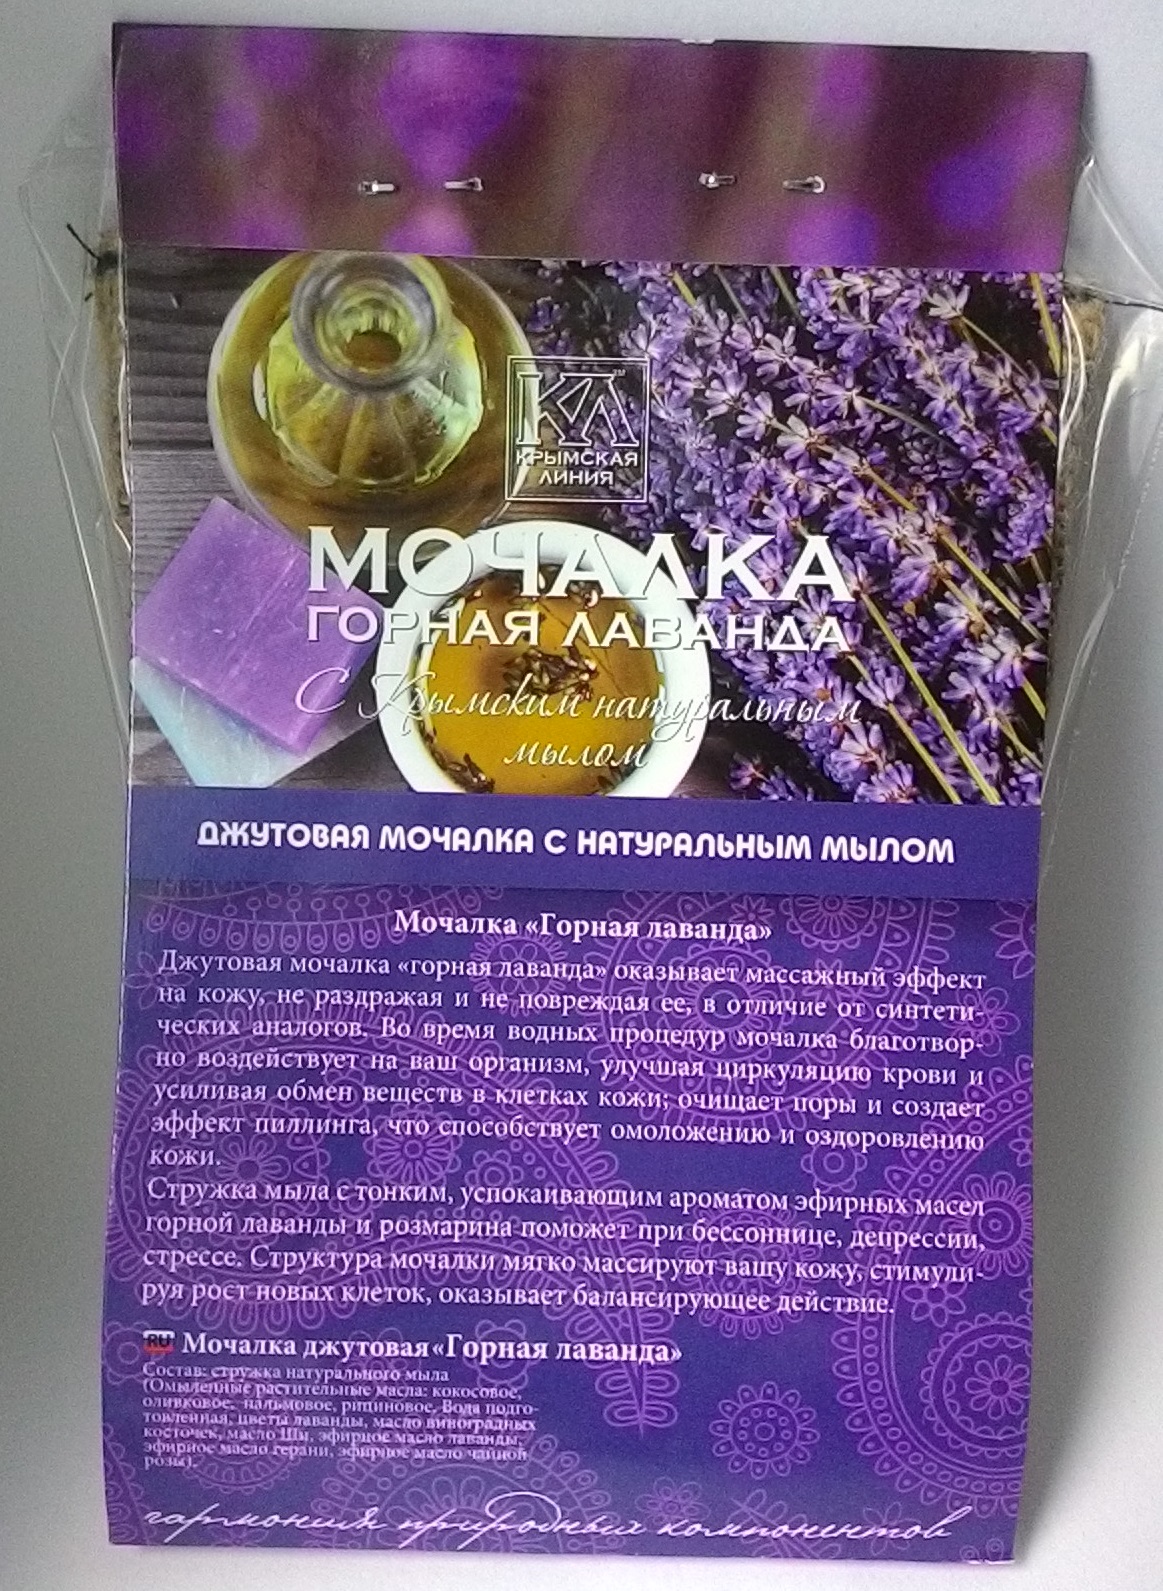 КЛ™
КРЫМСКАЯ
ЛИНИЯ
МОЧАЛКА
ГОРНАЯ ЛАВАНДА
С Крымским натуральным
мылом
ДЖУТОВАЯ МОЧАЛКА С НАТУРАЛЬНЫМ МЫЛОМ
Мочалка «Горная лаванда»
Джутовая мочалка «горная лаванда» оказывает массажный эффект
на кожу, не раздражая и не повреждая ее, в отличие от синтети-
ческих аналогов. Во время водных процедур мочалка благотвор-
но воздействует на ваш организм, улучшая циркуляцию крови и
усиливая обмен веществ в клетках кожи; очищает поры и создает
эффект пиллинга, что способствует омоложению и оздоровлению
кожи.
Стружка мыла с тонким, успокаивающим ароматом эфирных масел
горной лаванды и розмарина поможет при бессоннице, депрессии,
стрессе. Структура мочалки мягко массируют вашу кожу, стимули-
руя рост новых клеток, оказывает балансирующее действие.
RU Мочалка джутовая«Горная лаванда»
Состав: стружка натурального мыла
(Омыленные растительные масла: кокосовое,
оливковое, пальмовое, рициновое, Вода подго-
товленная, цветы лаванды, масло виноградных
косточек, масло Ши, эфирное масло лаванды,
эфирное масло герани, эфирное масло чайной
розы).
гармония природных компонентов